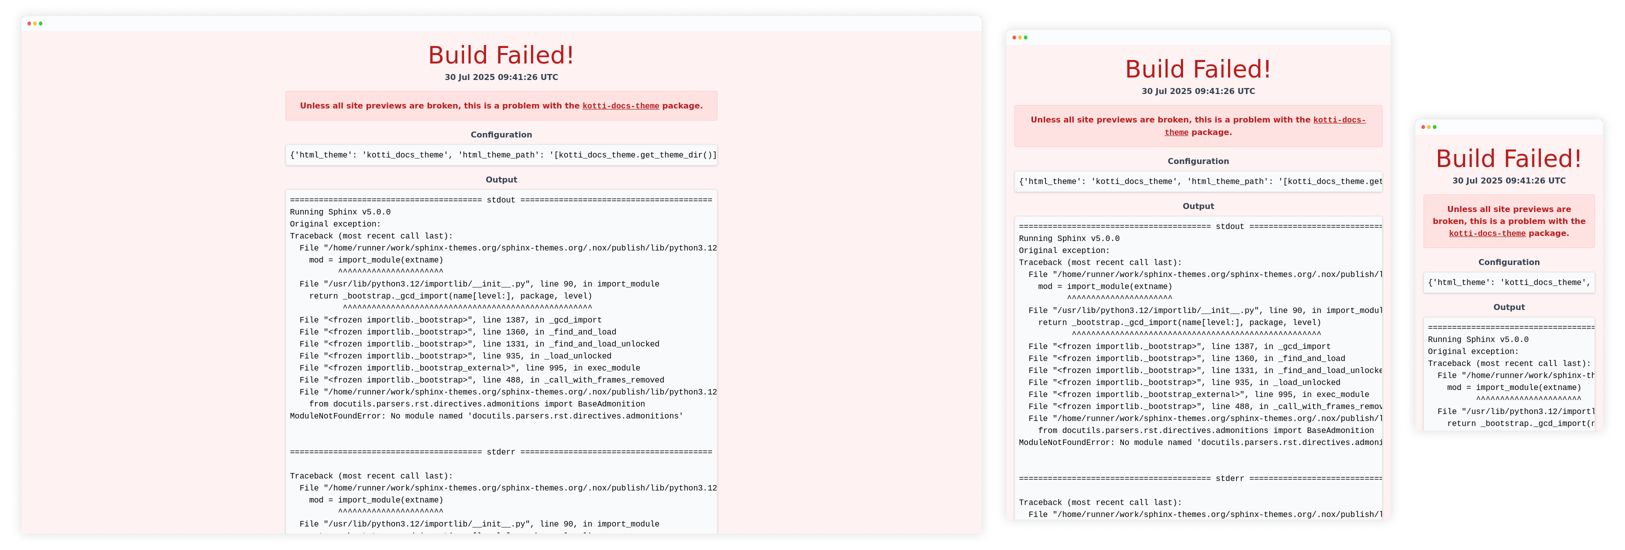 Build Failed!
30 Jul 2025 09:41:26 UTC
Unless all site previews are broken, this is a problem with the kotti-docs-theme package.
Configuration
{'html_theme': 'kotti_docs_theme', 'html_theme_path': '[kotti_docs_theme.get_theme_dir()]
Output
======================================== stdout ========================================
Running Sphinx v5.0.0
Original exception:
Traceback (most recent call last):
  File "/home/runner/work/sphinx-themes.org/sphinx-themes.org/.nox/publish/lib/python3.12
    mod = import_module(extname)
          ^^^^^^^^^^^^^^^^^^^^^^
  File "/usr/lib/python3.12/importlib/__init__.py", line 90, in import_module
    return _bootstrap._gcd_import(name[level:], package, level)
           ^^^^^^^^^^^^^^^^^^^^^^^^^^^^^^^^^^^^^^^^^^^^^^^^^^^^
  File "<frozen importlib._bootstrap>", line 1387, in _gcd_import
  File "<frozen importlib._bootstrap>", line 1360, in _find_and_load
  File "<frozen importlib._bootstrap>", line 1331, in _find_and_load_unlocked
  File "<frozen importlib._bootstrap>", line 935, in _load_unlocked
  File "<frozen importlib._bootstrap_external>", line 995, in exec_module
  File "<frozen importlib._bootstrap>", line 488, in _call_with_frames_removed
  File "/home/runner/work/sphinx-themes.org/sphinx-themes.org/.nox/publish/lib/python3.12
    from docutils.parsers.rst.directives.admonitions import BaseAdmonition
ModuleNotFoundError: No module named 'docutils.parsers.rst.directives.admonitions'
======================================== stderr ========================================
Traceback (most recent call last):
  File "/home/runner/work/sphinx-themes.org/sphinx-themes.org/.nox/publish/lib/python3.12
    mod = import_module(extname)
          ^^^^^^^^^^^^^^^^^^^^^^
  File "/usr/lib/python3.12/importlib/__init__.py", line 90, in import_module
Build Failed!
30 Jul 2025 09:41:26 UTC
Unless all site previews are broken, this is a problem with the kotti-docs-
theme package.
Configuration
{'html_theme': 'kotti_docs_theme', 'html_theme_path': '[kotti_docs_theme.get
Output
======================================== stdout ==============================
Running Sphinx v5.0.0
Original exception:
Traceback (most recent call last):
  File "/home/runner/work/sphinx-themes.org/sphinx-themes.org/.nox/publish/l
    mod = import_module(extname)
          ^^^^^^^^^^^^^^^^^^^^^^
  File "/usr/lib/python3.12/importlib/__init__.py", line 90, in import_modul
    return _bootstrap._gcd_import(name[level:], package, level)
           ^^^^^^^^^^^^^^^^^^^^^^^^^^^^^^^^^^^^^^^^^^^^^^^^^^^^
  File "<frozen importlib._bootstrap>", line 1387, in _gcd_import
  File "<frozen importlib._bootstrap>", line 1360, in _find_and_load
  File "<frozen importlib._bootstrap>", line 1331, in _find_and_load_unlocke
  File "<frozen importlib._bootstrap>", line 935, in _load_unlocked
  File "<frozen importlib._bootstrap_external>", line 995, in exec_module
  File "<frozen importlib._bootstrap>", line 488, in _call_with_frames_remov
  File "/home/runner/work/sphinx-themes.org/sphinx-themes.org/.nox/publish/l
    from docutils.parsers.rst.directives.admonitions import BaseAdmonition
ModuleNotFoundError: No module named 'docutils.parsers.rst.directives.admoni
======================================== stderr ==============================
Traceback (most recent call last):
  File "/home/runner/work/sphinx-themes.org/sphinx-themes.org/.nox/publish/l
Build Failed!
30 Jul 2025 09:41:26 UTC
Unless all site previews are
broken, this is a problem with the
kotti-docs-theme package.
Configuration
{'html_theme': 'kotti_docs_theme',
Output
===================================
Running Sphinx v5.0.0
Original exception:
Traceback (most recent call last):
  File "/home/runner/work/sphinx-th
    mod = import_module(extname)
          ^^^^^^^^^^^^^^^^^^^^^^
  File "/usr/lib/python3.12/importl
    return _bootstrap._gcd_import(n